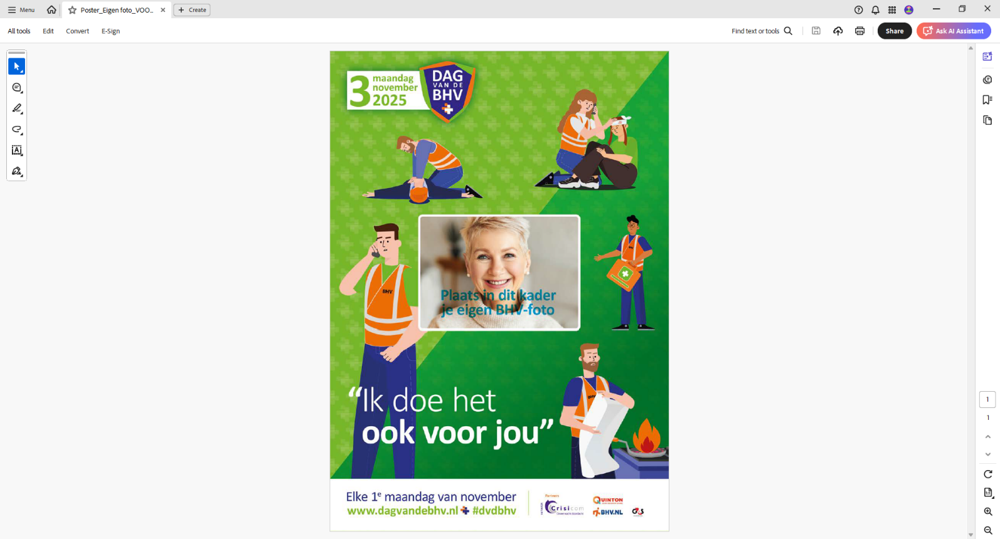 Menu
Poster_Eigen foto_VOO...
Create
All tools
Edit
Convert
E-Sign
Find text or tools
Share
Ask AI Assistant
3
maandag
november
2025
DAG
VAN DE
BHV
BHV
Plaats in dit kader
je eigen BHV-foto
BHV
“Ik doe het
ook voor jou”
1
1
Elke 1e maandag van november
www.dagvandebhv.nl #dvdbhv
Partners
Crisicom
QUINTON
BHV.NL
G4S